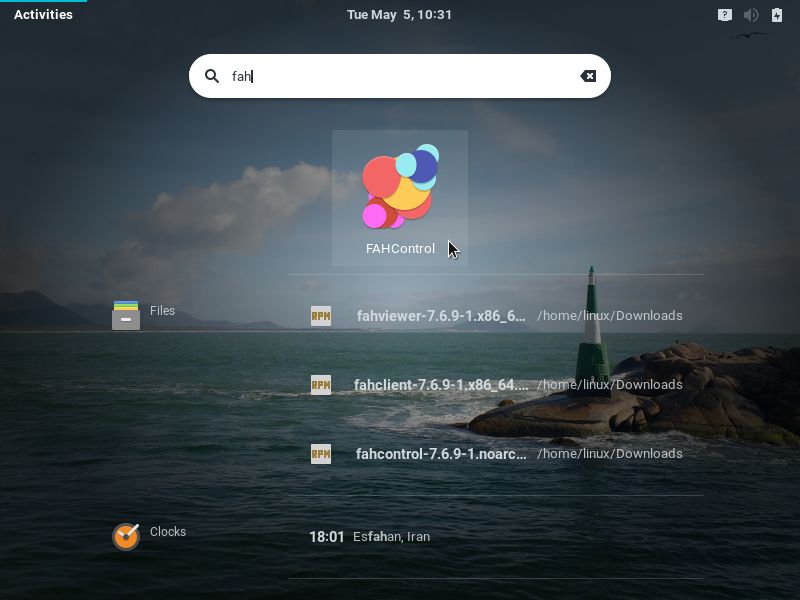 Activities
Tue May 5, 10:31
fah
FAHControl
Files
fahviewer-7.6.9-1.x86_6... /home/linux/Downloads
RPM
fahclient-7.6.9-1.x86_64.... /home/linux/Downloads
RPM
fahcontrol-7.6.9-1.noarc... /home/linux/Downloads
RPM
Clocks
18:01 Esfahan, Iran